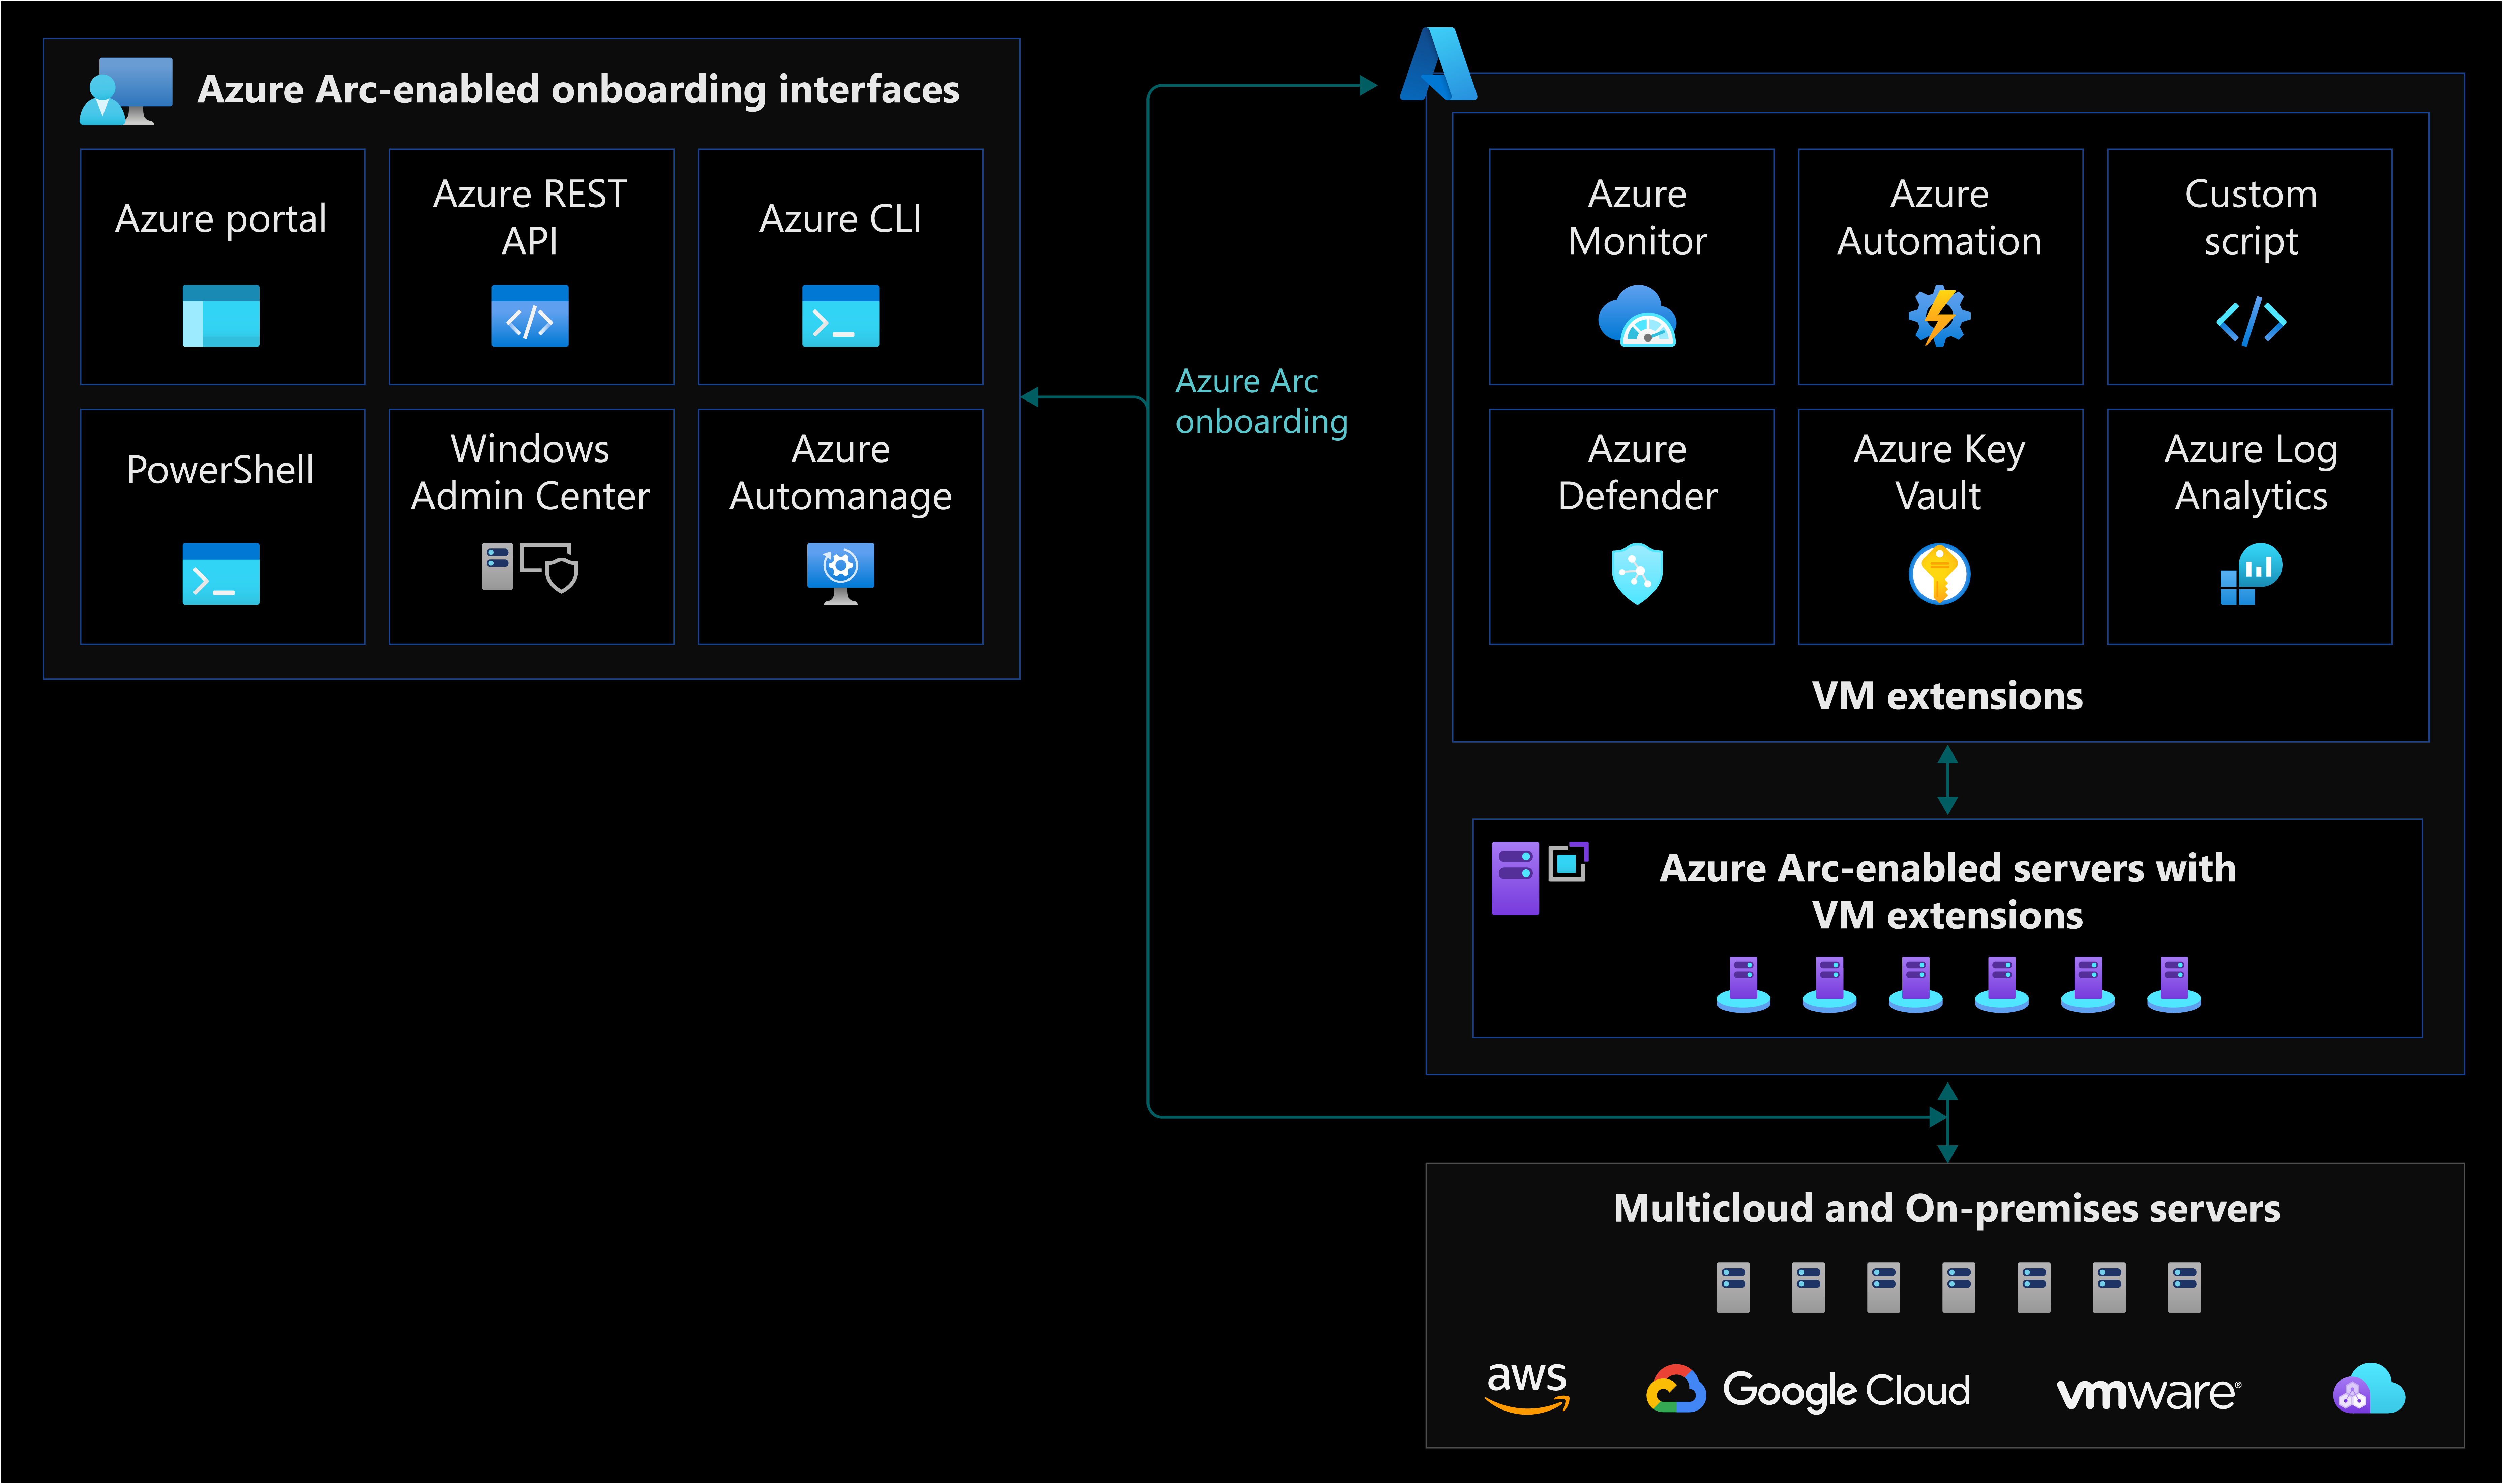 Azure Arc-enabled onboarding interfaces
Azure portal
Azure REST
API
Azure CLI
PowerShell
Windows
Admin Center
Azure
Automanage
Azure Arc
onboarding
Azure
Monitor
Azure
Automation
Custom
script
Azure
Defender
Azure Key
Vault
Azure Log
Analytics
VM extensions
Azure Arc-enabled servers with
VM extensions
Multicloud and On-premises servers
aws
Google Cloud
vmware®